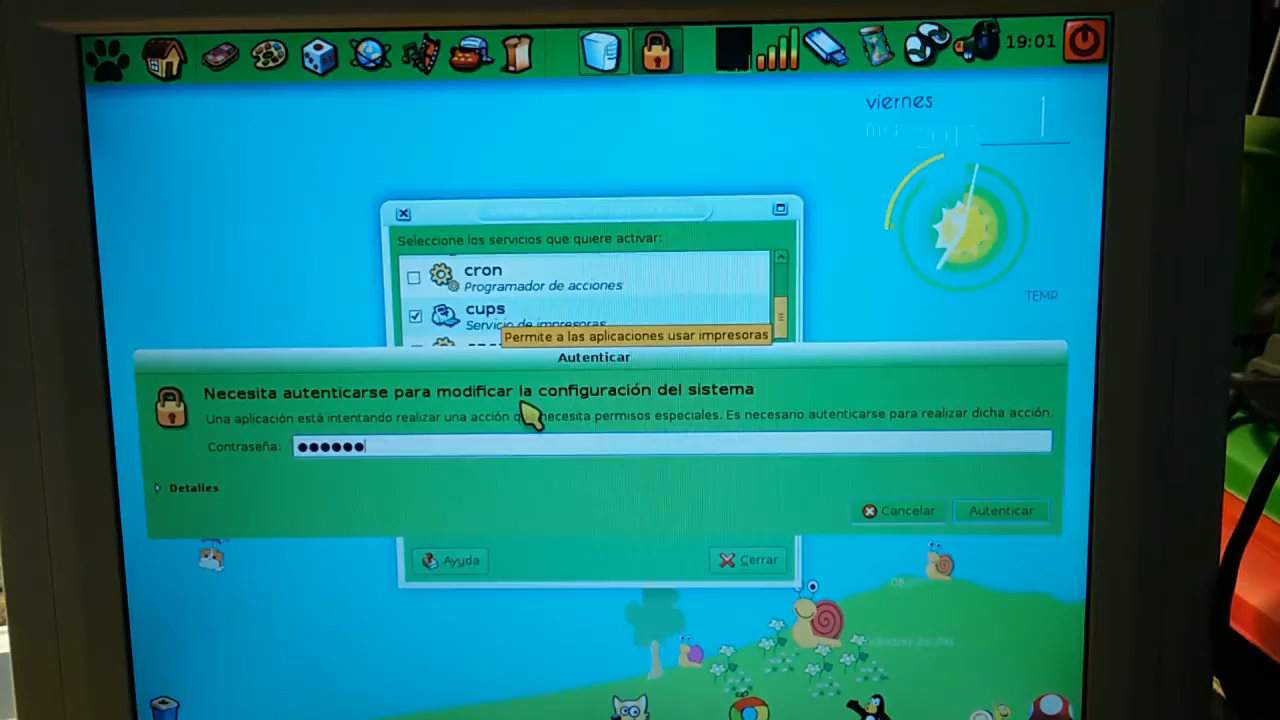 19:01
viernes
TEMP
Seleccione los servicios que quiere activar:
cron
Programador de acciones
cups
Servicio de impresoras
Permite a las aplicaciones usar impresoras
Autenticar
Necesita autenticarse para modificar la configuración del sistema
Una aplicación está intentando realizar una acción necesita permisos especiales. Es necesario autenticarse para realizar dicha acción.
Contraseña: ●●●●●●
Detalles
Cancelar
Autenticar
Ayuda
Cerrar